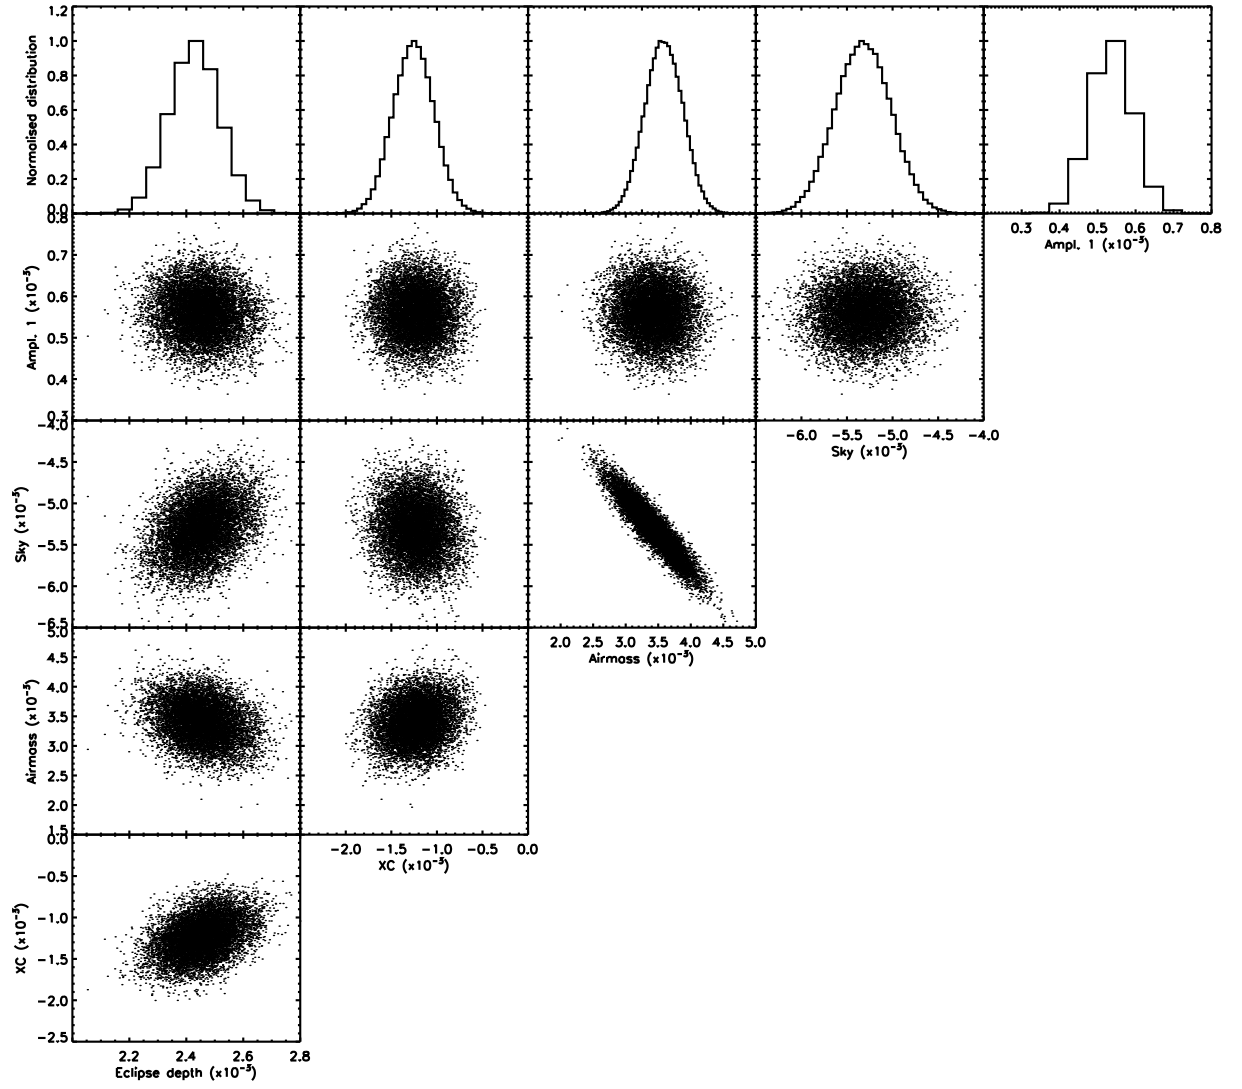 1.2
1.0
0.8
0.6
0.4
0.2
0.0
Normalised distribution
0.3 0.4 0.5 0.6 0.7 0.8
Ampl. 1 (x10⁻³)
0.8
0.7
0.6
0.5
0.4
0.3
Ampl. 1 (x10⁻³)
−6.0 −5.5 −5.0 −4.5 −4.0
Sky (x10⁻³)
−4.0
−4.5
−5.0
−5.5
−6.0
−6.5
Sky (x10⁻³)
2.0 2.5 3.0 3.5 4.0 4.5 5.0
Airmass (x10⁻³)
5.0
4.5
4.0
3.5
3.0
2.5
2.0
1.5
Airmass (x10⁻³)
−2.0 −1.5 −1.0 −0.5 0.0
XC (x10⁻³)
0.0
−0.5
−1.0
−1.5
−2.0
−2.5
XC (x10⁻³)
2.2 2.4 2.6 2.8
Eclipse depth (x10⁻³)